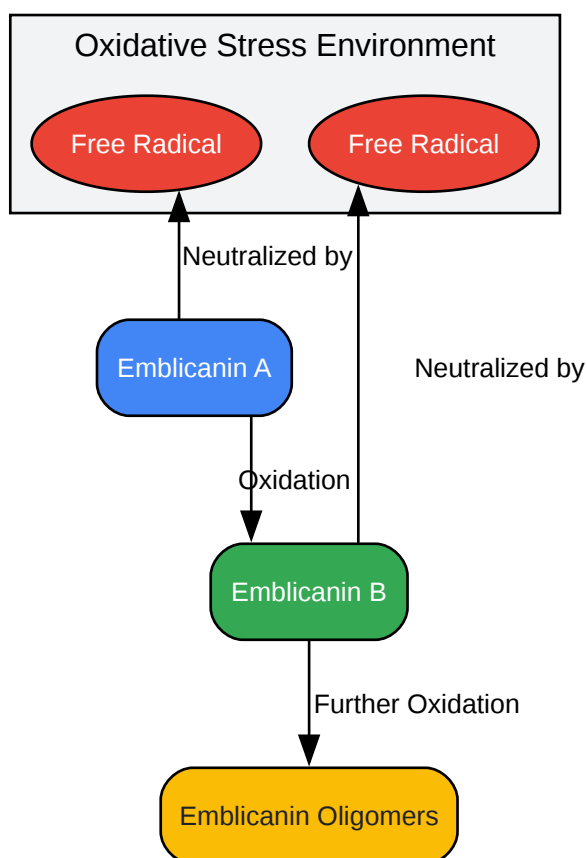 Oxidative Stress Environment
Free Radical
Free Radical
Neutralized by
Emblicanin A
Neutralized by
Oxidation
Emblicanin B
Further Oxidation
Emblicanin Oligomers